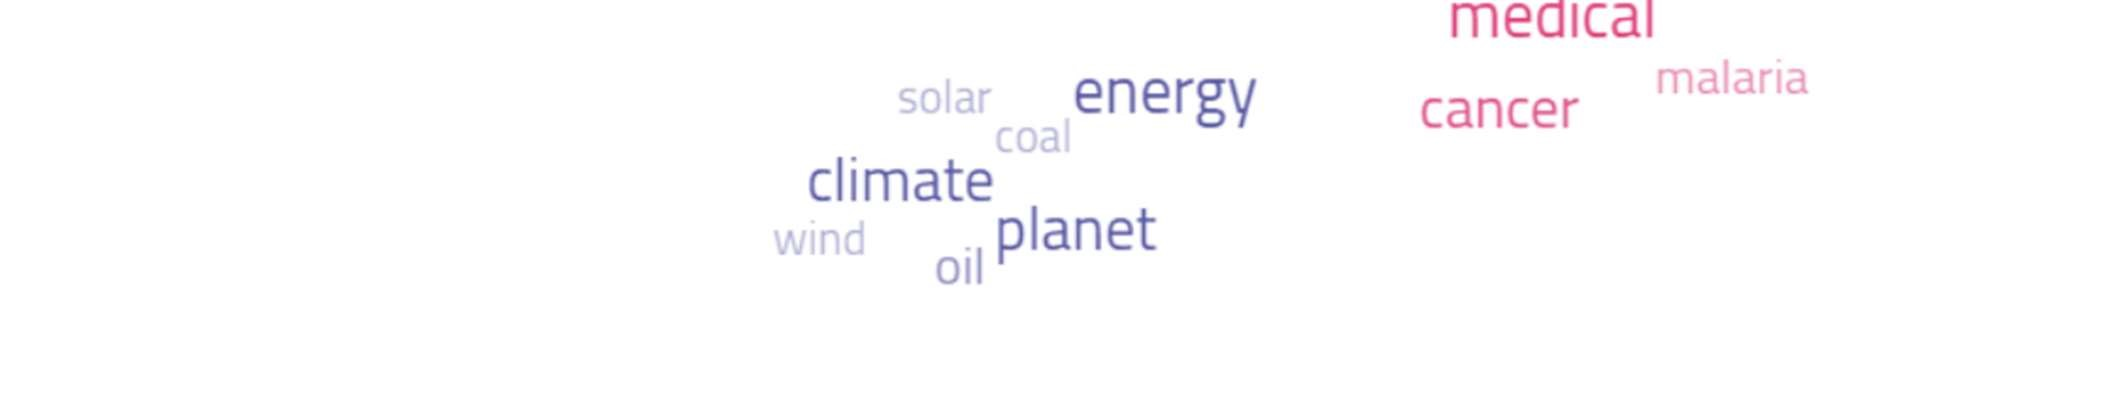 medical
solar energy malaria
coal cancer
climate
wind planet
oil